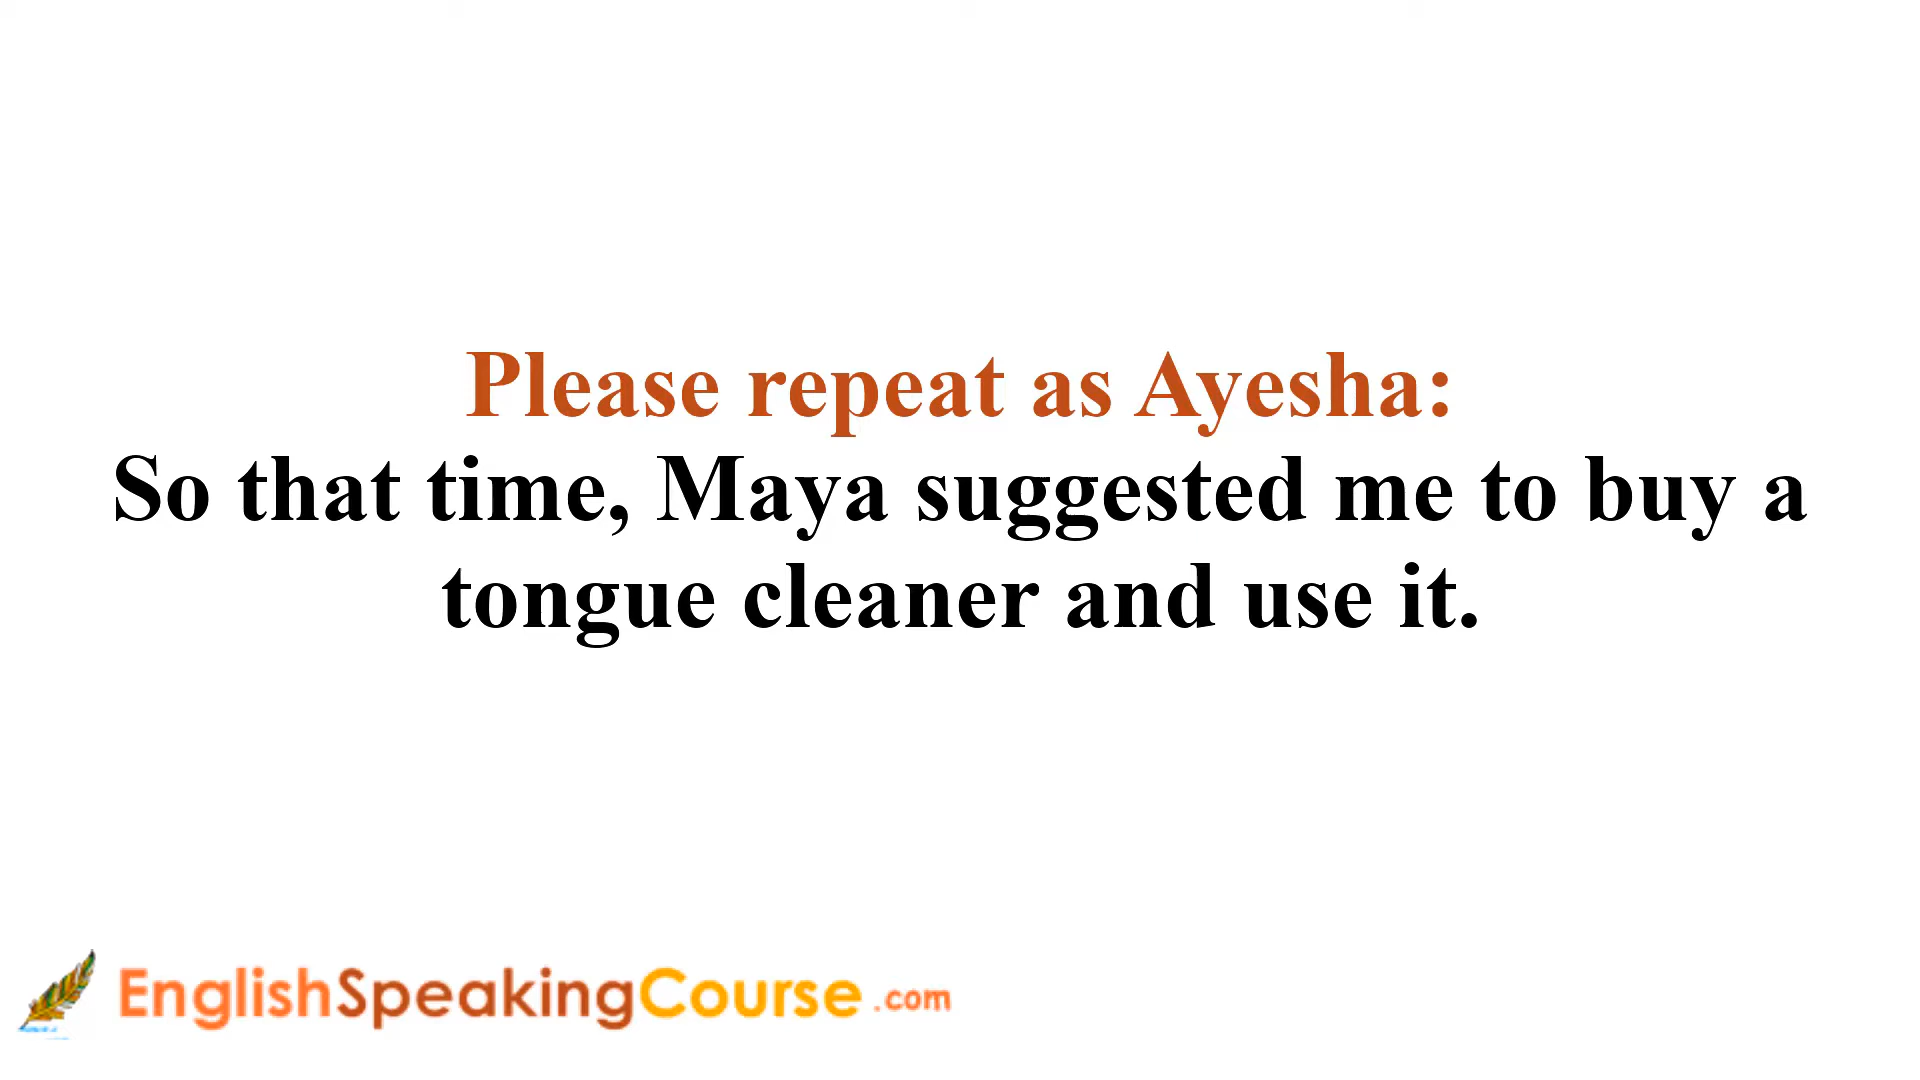 Please repeat as Ayesha:
So that time, Maya suggested me to buy a
tongue cleaner and use it.
EnglishSpeakingCourse.com